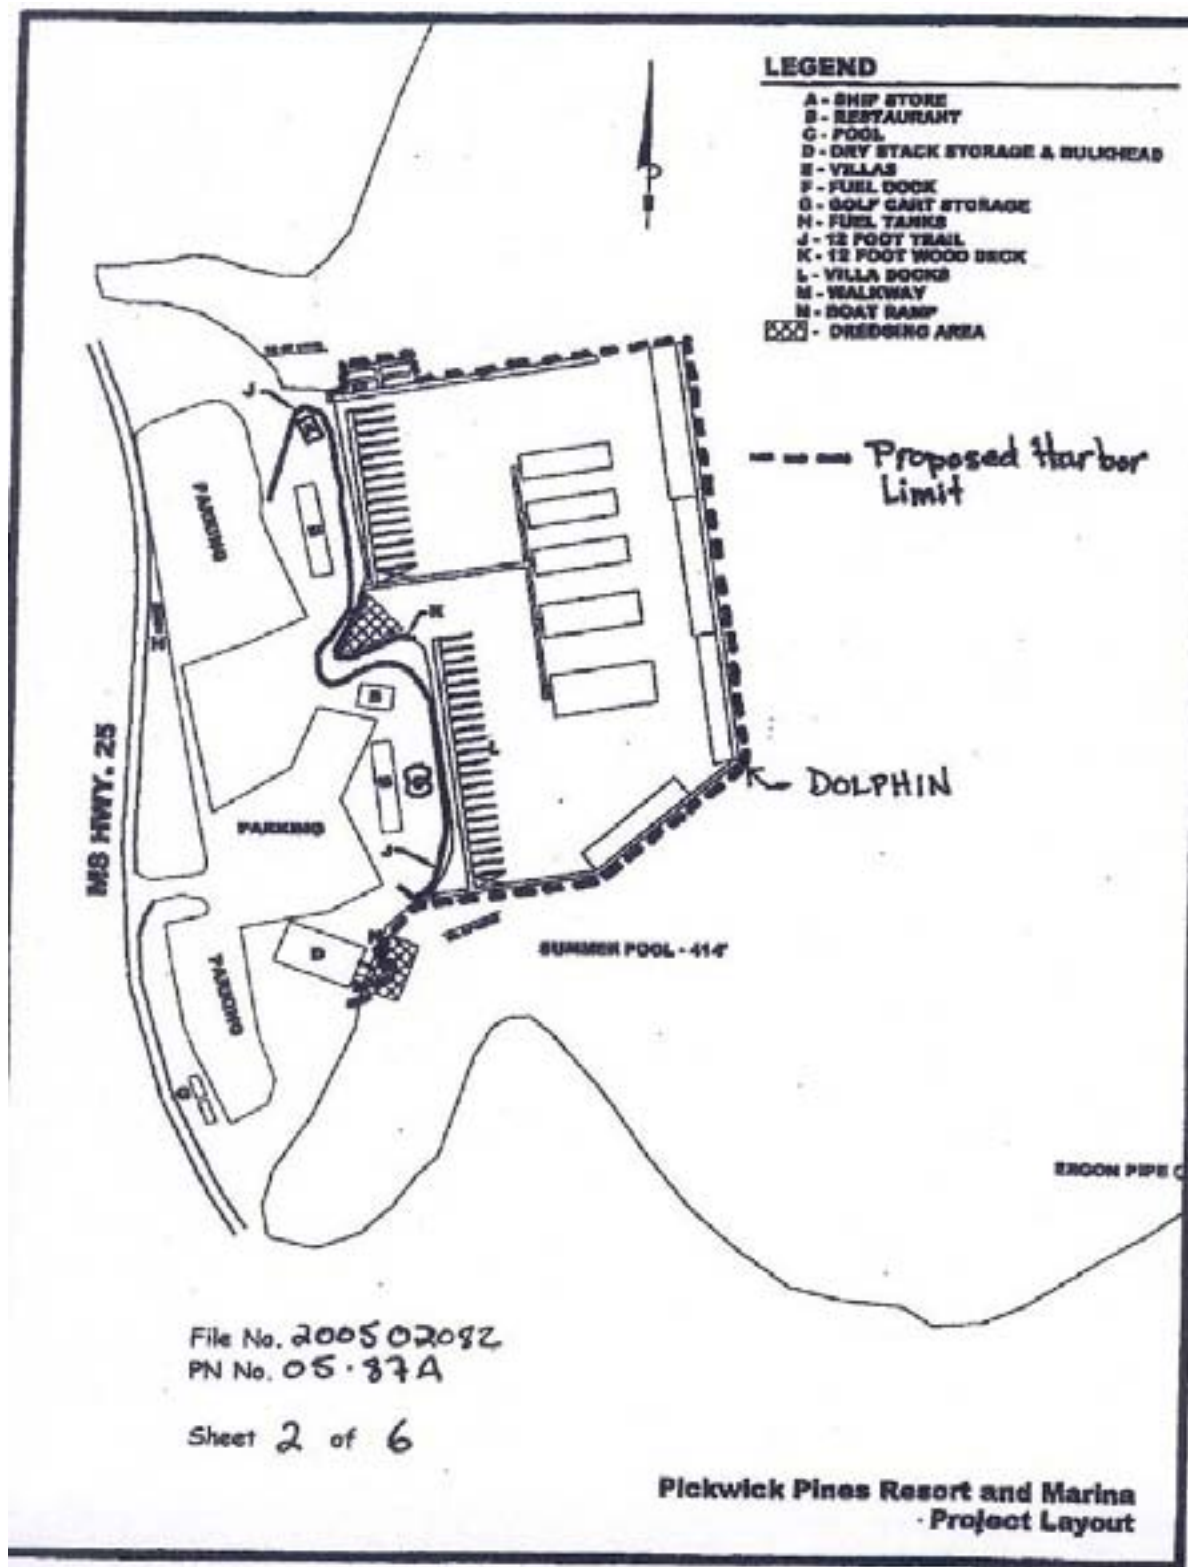 LEGEND
A - SHIP STORE
B - RESTAURANT
C - POOL
D - DRY STACK STORAGE & BULKHEAD
E - VILLAS
F - FUEL DOCK
G - GOLF CART STORAGE
H - FUEL TANKS
J - 12 FOOT TRAIL
K - 12 FOOT WOOD DECK
L - VILLA DOCKS
M - WALKWAY
N - BOAT RAMP
- DREDGING AREA
Proposed Harbor
Limit
J
A
E
PARKING
K
H
B
MS HWY. 25
E
C
DOLPHIN
PARKING
J
N
D
SUMMER POOL - 414'
PARKING
G
ERGON PIPE
File No. 200502082
PN No. 05-87A
Sheet 2 of 6
Pickwick Pines Resort and Marina
Project Layout